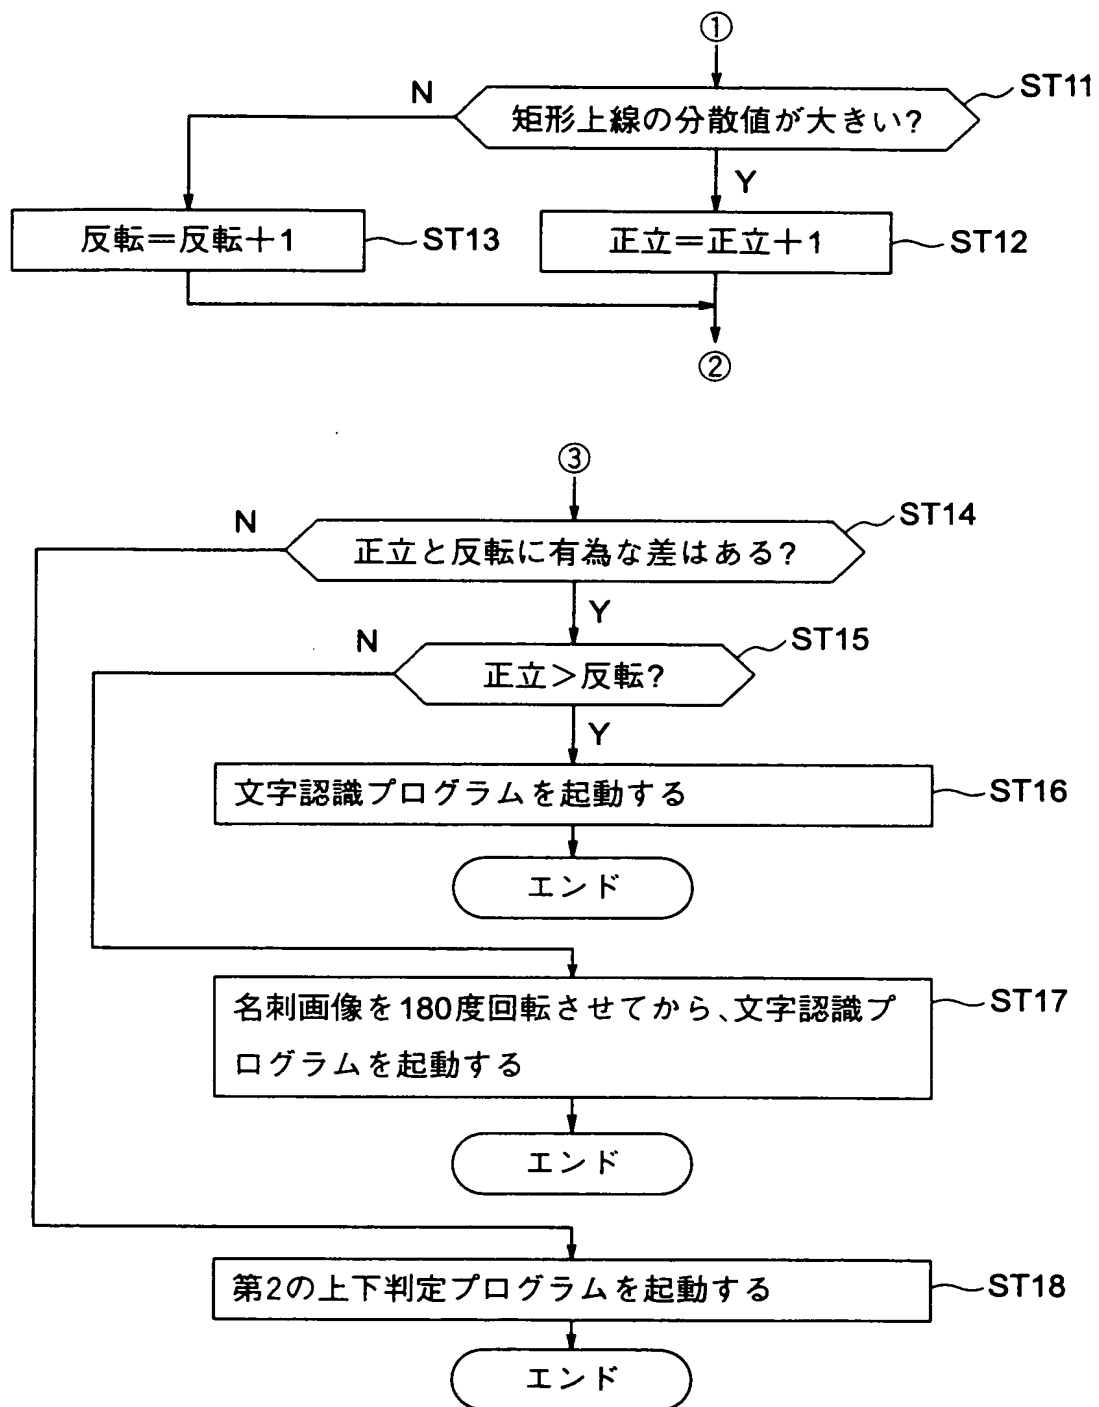 ①
ST11
N
矩形上線の分散値が大きい?
Y
反転=反転+1
ST13
正立=正立+1
ST12
②
③
ST14
N
正立と反転に有為な差はある?
Y
ST15
N
正立>反転?
Y
文字認識プログラムを起動する
ST16
エンド
名刺画像を180度回転させてから、文字認識プ
ログラムを起動する
ST17
エンド
第2の上下判定プログラムを起動する
ST18
エンド